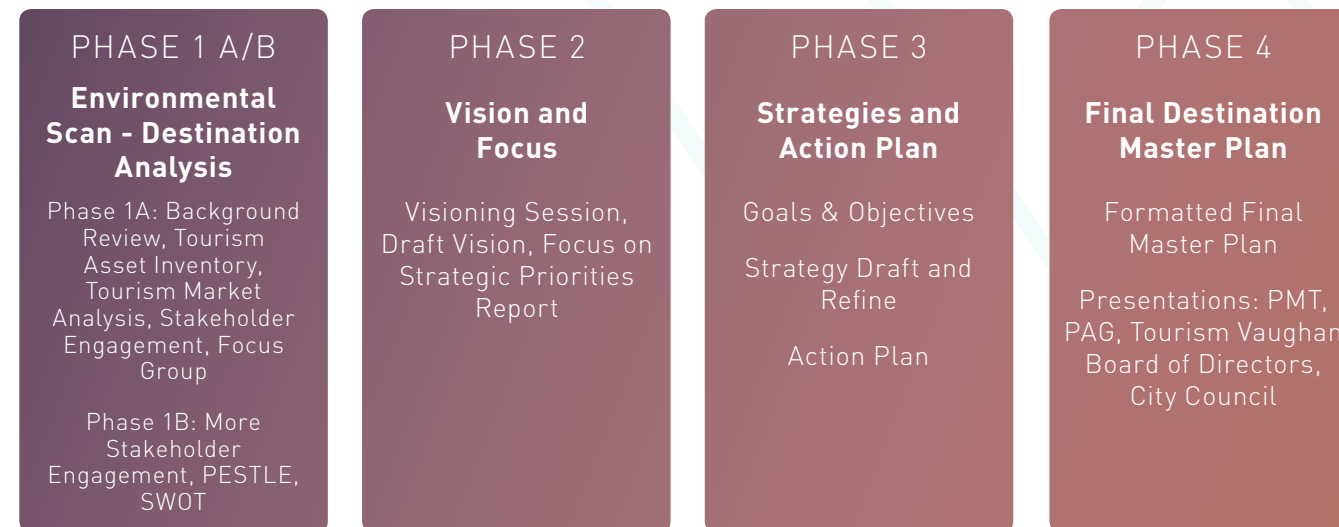 PHASE 1 A/B
Environmental
Scan - Destination
Analysis
Phase 1A: Background
Review, Tourism
Asset Inventory,
Tourism Market
Analysis, Stakeholder
Engagement, Focus
Group
Phase 1B: More
Stakeholder
Engagement, PESTLE,
SWOT
PHASE 2
Vision and
Focus
Visioning Session,
Draft Vision, Focus on
Strategic Priorities
Report
PHASE 3
Strategies and
Action Plan
Goals & Objectives
Strategy Draft and
Refine
Action Plan
PHASE 4
Final Destination
Master Plan
Formatted Final
Master Plan
Presentations: PMT,
PAG, Tourism Vaughan
Board of Directors,
City Council